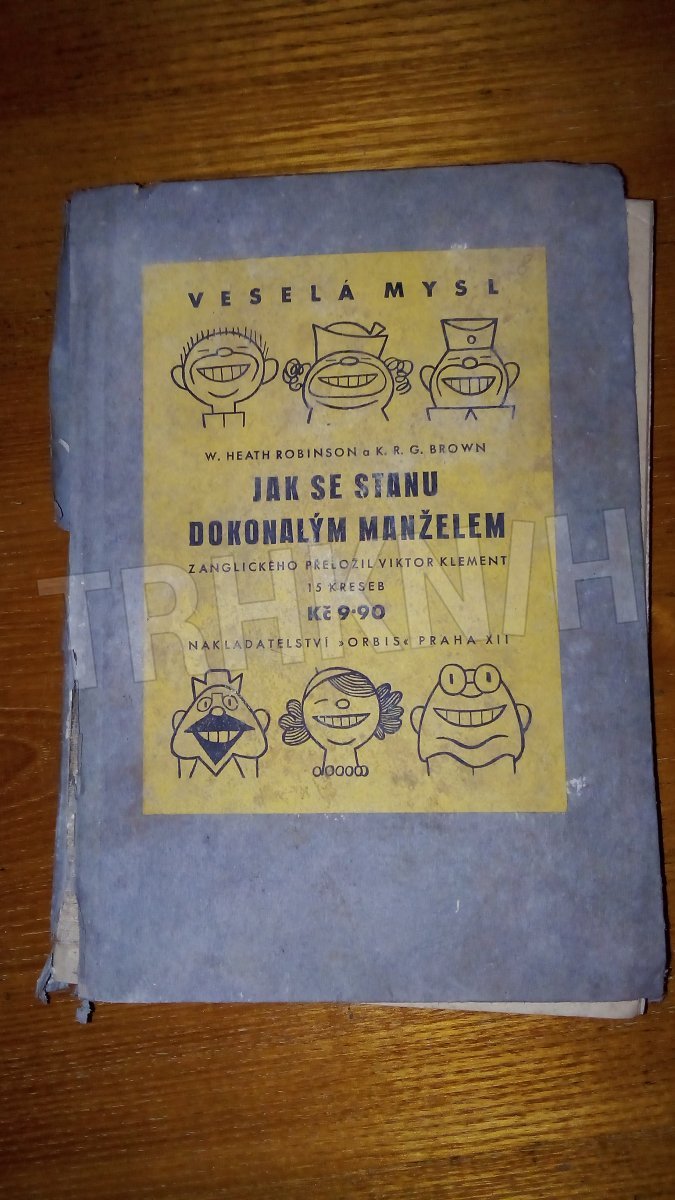 VESELÁ MYSL
W. HEATH ROBINSON a K. R. G. BROWN
JAK SE STANU
DOKONALÝM MANŽELEM
Z ANGLICKÉHO PŘELOŽIL VIKTOR KLEMENT
15 KRESEB
Kč 9·90
NAKLADATELSTVÍ »ORBIS« PRAHA XII
TRHKNIH